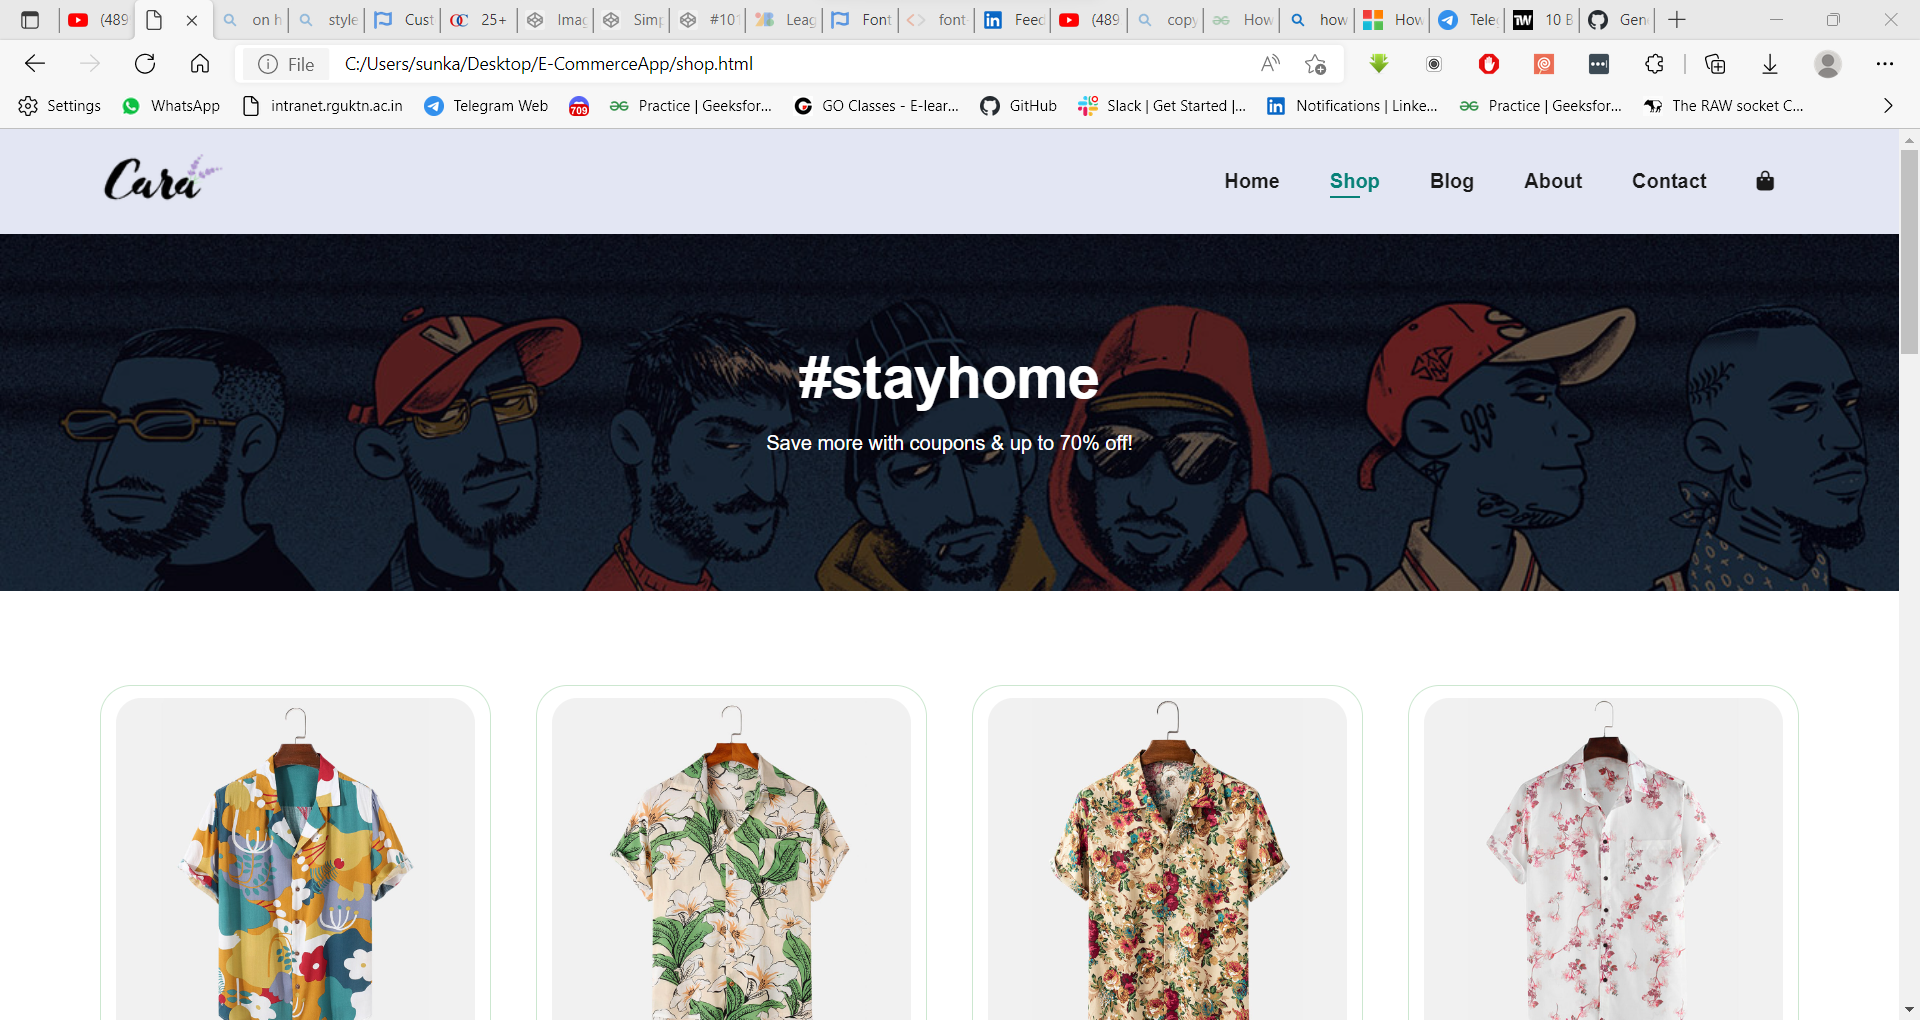 (489 on h style Cust 25+ Imag Simp #101 Leag Font font Feed (489 copy How how How Tele 10 B Gen
File C:/Users/sunka/Desktop/E-CommerceApp/shop.html
Settings WhatsApp intranet.rguktn.ac.in Telegram Web 709 Practice | Geeksfor... GO Classes - E-lear... GitHub Slack | Get Started |... Notifications | Linke... Practice | Geeksfor... The RAW socket C...
Cara Home Shop Blog About Contact
#stayhome
Save more with coupons & up to 70% off!